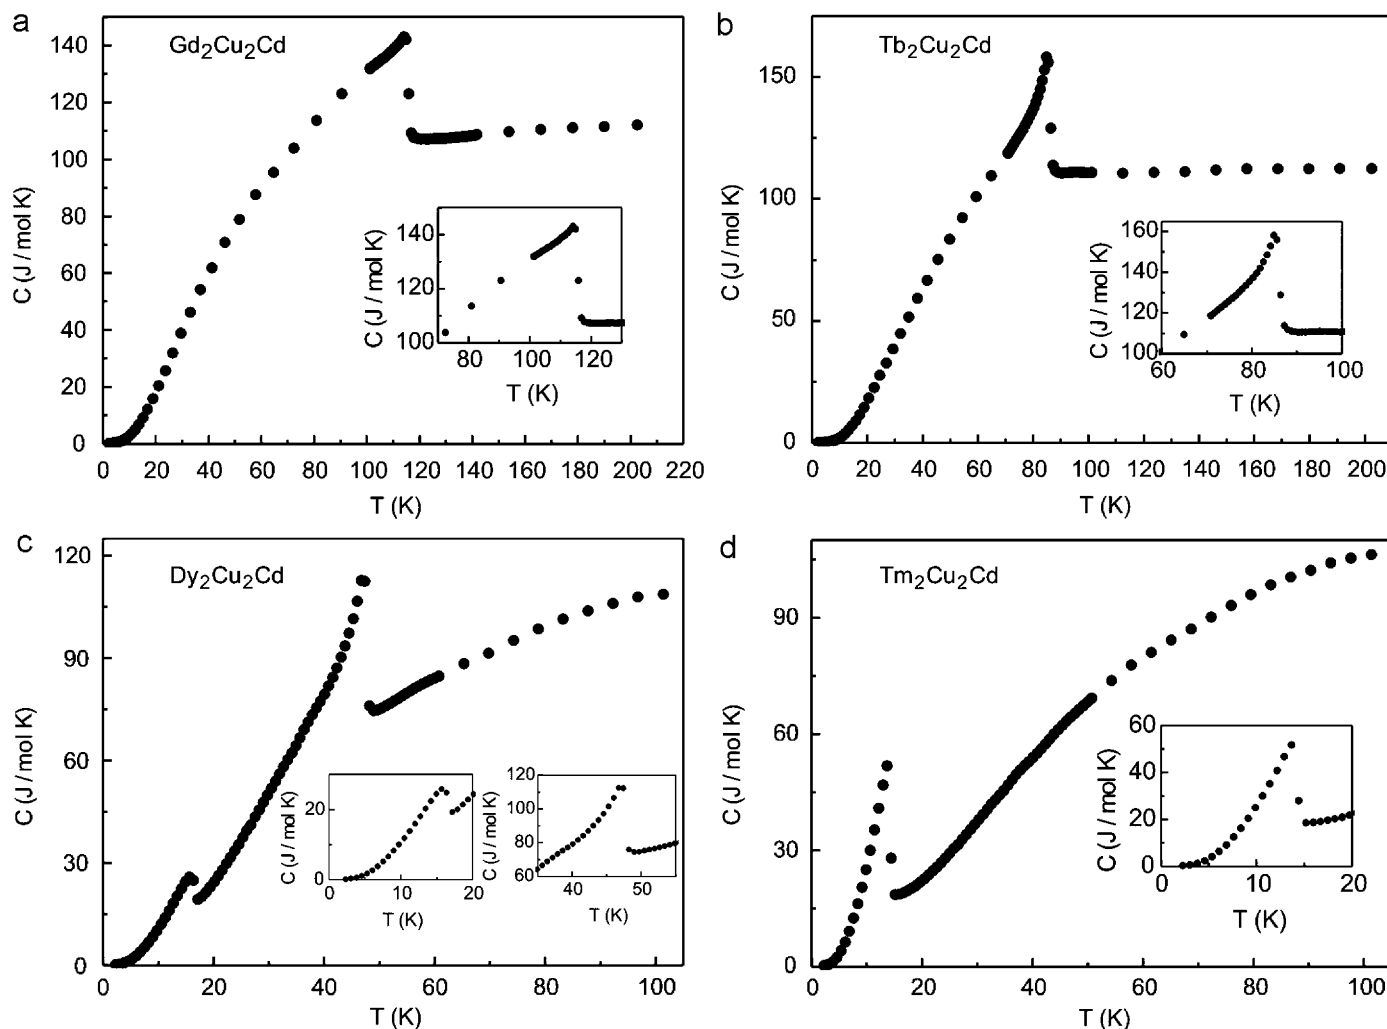 a
Gd2Cu2Cd
C (J / mol K)
140
120
100
80
60
40
20
0
0 20 40 60 80 100 120 140 160 180 200 220
T (K)
C (J / mol K)
140
120
100
80 100 120
T (K)
b
Tb2Cu2Cd
C (J / mol K)
150
100
50
0
0 20 40 60 80 100 120 140 160 180 200
T (K)
C (J / mol K)
160
140
120
100
60 80 100
T (K)
c
Dy2Cu2Cd
C (J / mol K)
120
90
60
30
0
0 20 40 60 80 100
T (K)
C (J / mol K)
20
0
0 10 20
T (K)
C (J / mol K)
120
100
80
60
40 50
T (K)
d
Tm2Cu2Cd
C (J / mol K)
90
60
30
0
0 20 40 60 80 100
T (K)
C (J / mol K)
60
40
20
0
0 10 20
T (K)